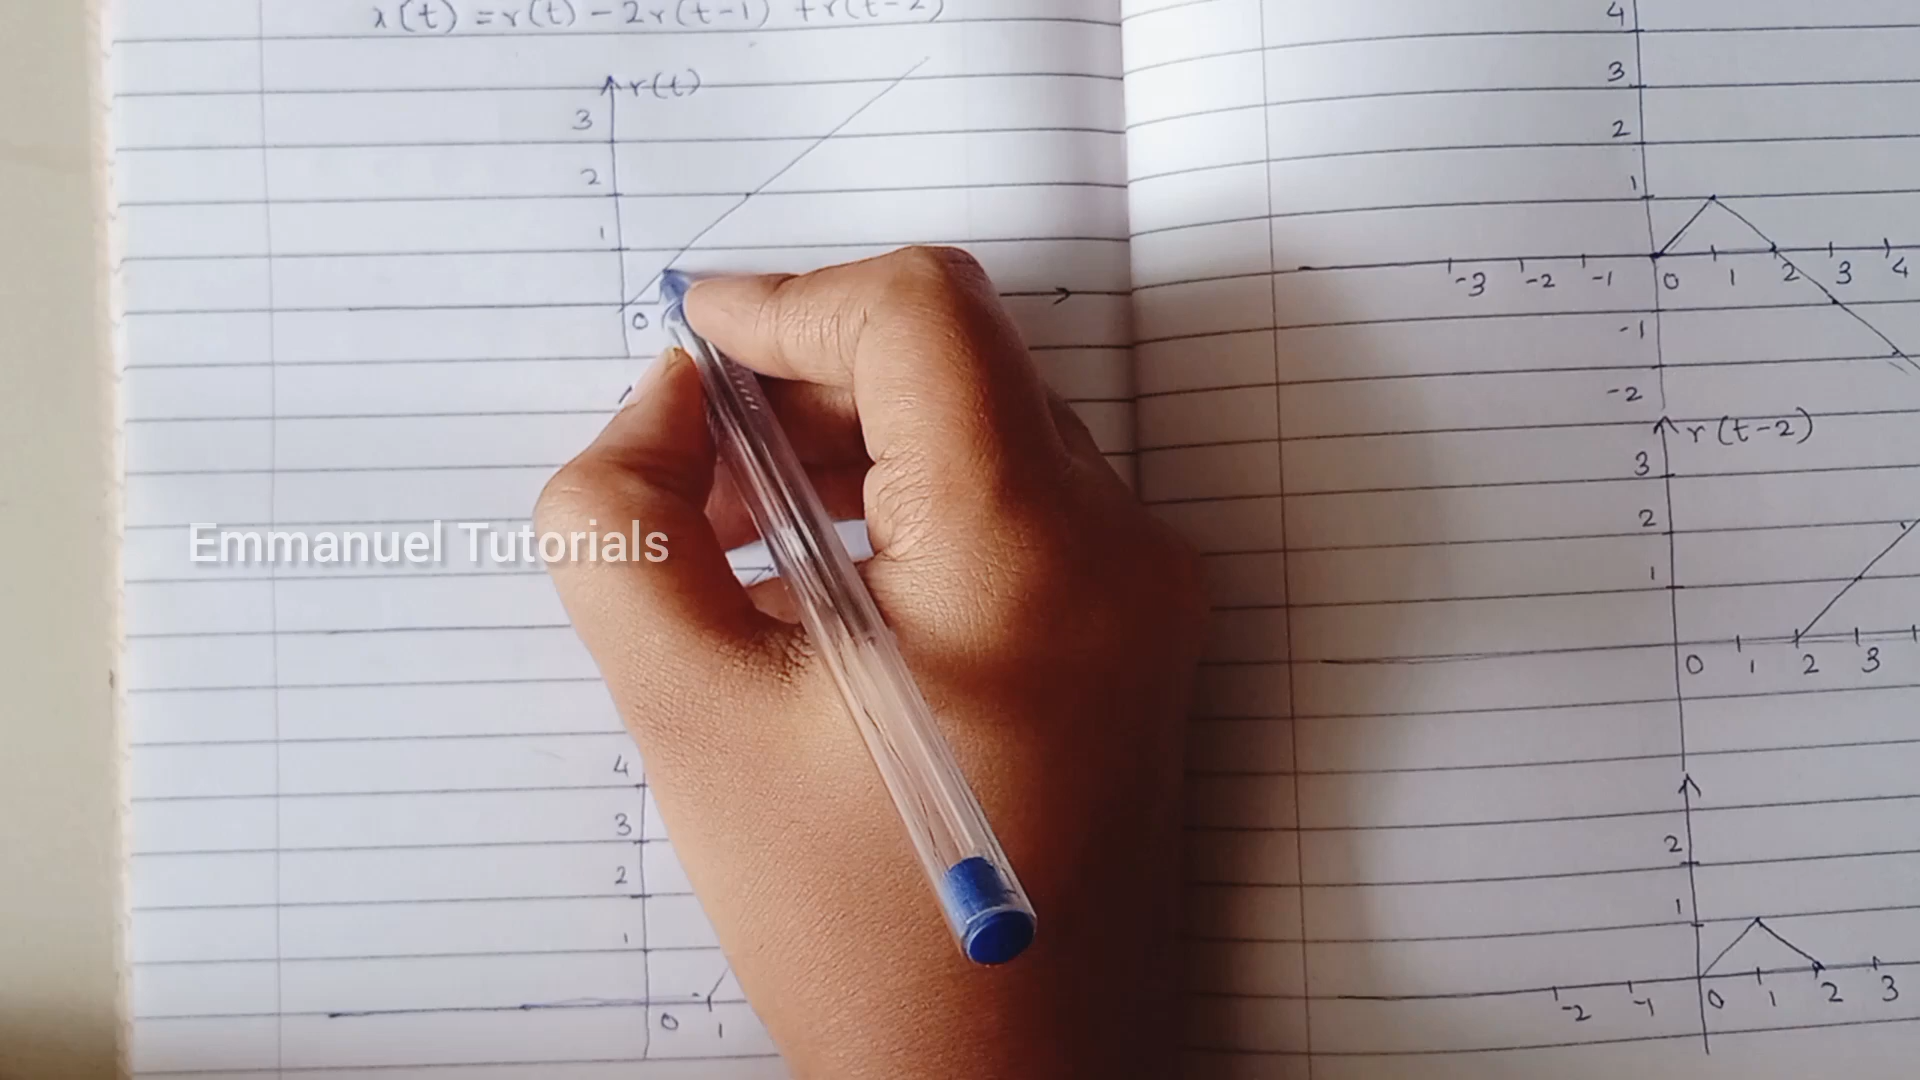 x(t) = r(t) - 2r(t-1) + r(t-2)
r(t)
3
2
1
0
Emmanuel Tutorials
4
3
2
1
0 1
4
3
2
1
-3 -2 -1 0 1 2 3 4
-1
-2
r(t-2)
3
2
1
0 1 2 3
2
1
-2 -1 0 1 2 3